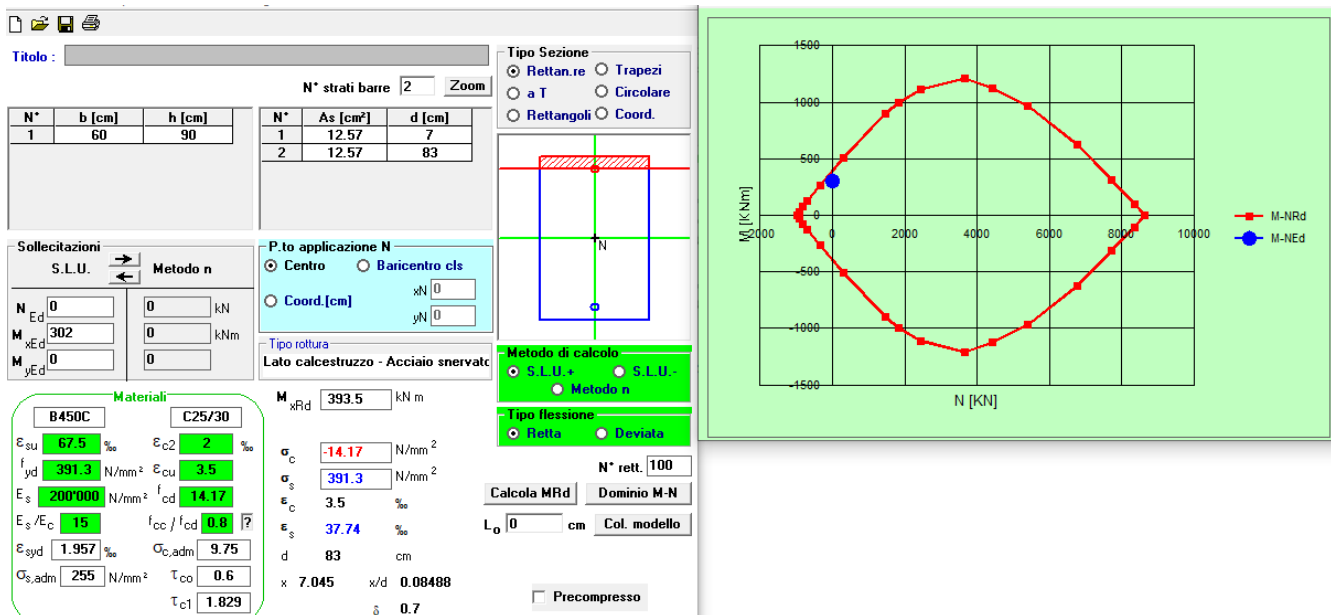 Titolo :
N° strati barre 2 Zoom
N° b [cm] h [cm]
1 60 90
N° As [cm²] d [cm]
1 12.57 7
2 12.57 83
Tipo Sezione
Rettan.re Trapezi
a T Circolare
Rettangoli Coord.
N
Sollecitazioni
S.L.U. Metodo n
N Ed 0 0 kN
M xEd 302 0 kNm
M yEd 0 0
P.to applicazione N
Centro Baricentro cls
Coord.[cm] xN 0
yN 0
Tipo rottura
Lato calcestruzzo - Acciaio snervato
Metodo di calcolo
S.L.U.+ S.L.U.-
Metodo n
Tipo flessione
Retta Deviata
N° rett. 100
Calcola MRd Dominio M-N
L o 0 cm Col. modello
Precompresso
Materiali
B450C C25/30
ε su 67.5 ‰ ε c2 2 ‰
f yd 391.3 N/mm² ε cu 3.5
E s 200'000 N/mm² f cd 14.17
E s /E c 15 f cc / f cd 0.8 ?
ε syd 1.957 ‰ σ c,adm 9.75
σ s,adm 255 N/mm² τ co 0.6
τ c1 1.829
M xRd 393.5 kN m
σ c -14.17 N/mm²
σ s 391.3 N/mm²
ε c 3.5 ‰
ε s 37.74 ‰
d 83 cm
x 7.045 x/d 0.08488
δ 0.7
1500
1000
500
0
-500
-1000
-1500
M [KNm]
2000 0 2000 4000 6000 8000 10000
N [KN]
M-NRd
M-NEd